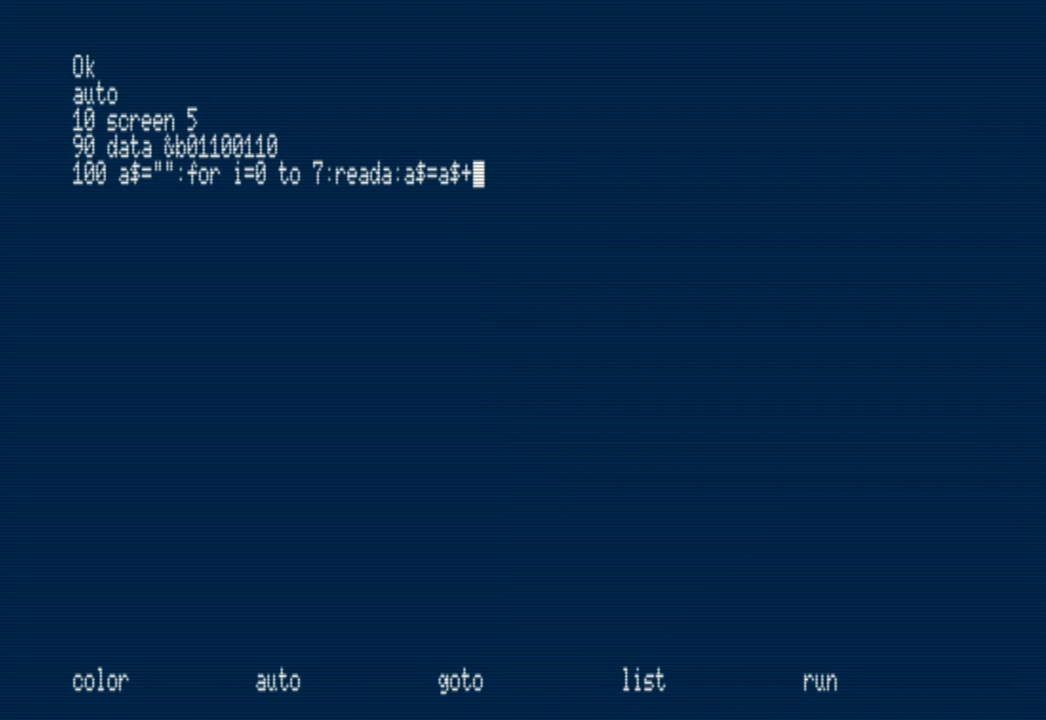 Ok
auto
10 screen 5
90 data &b01100110
100 a$="":for i=0 to 7:reada:a$=a$+
color auto goto list run